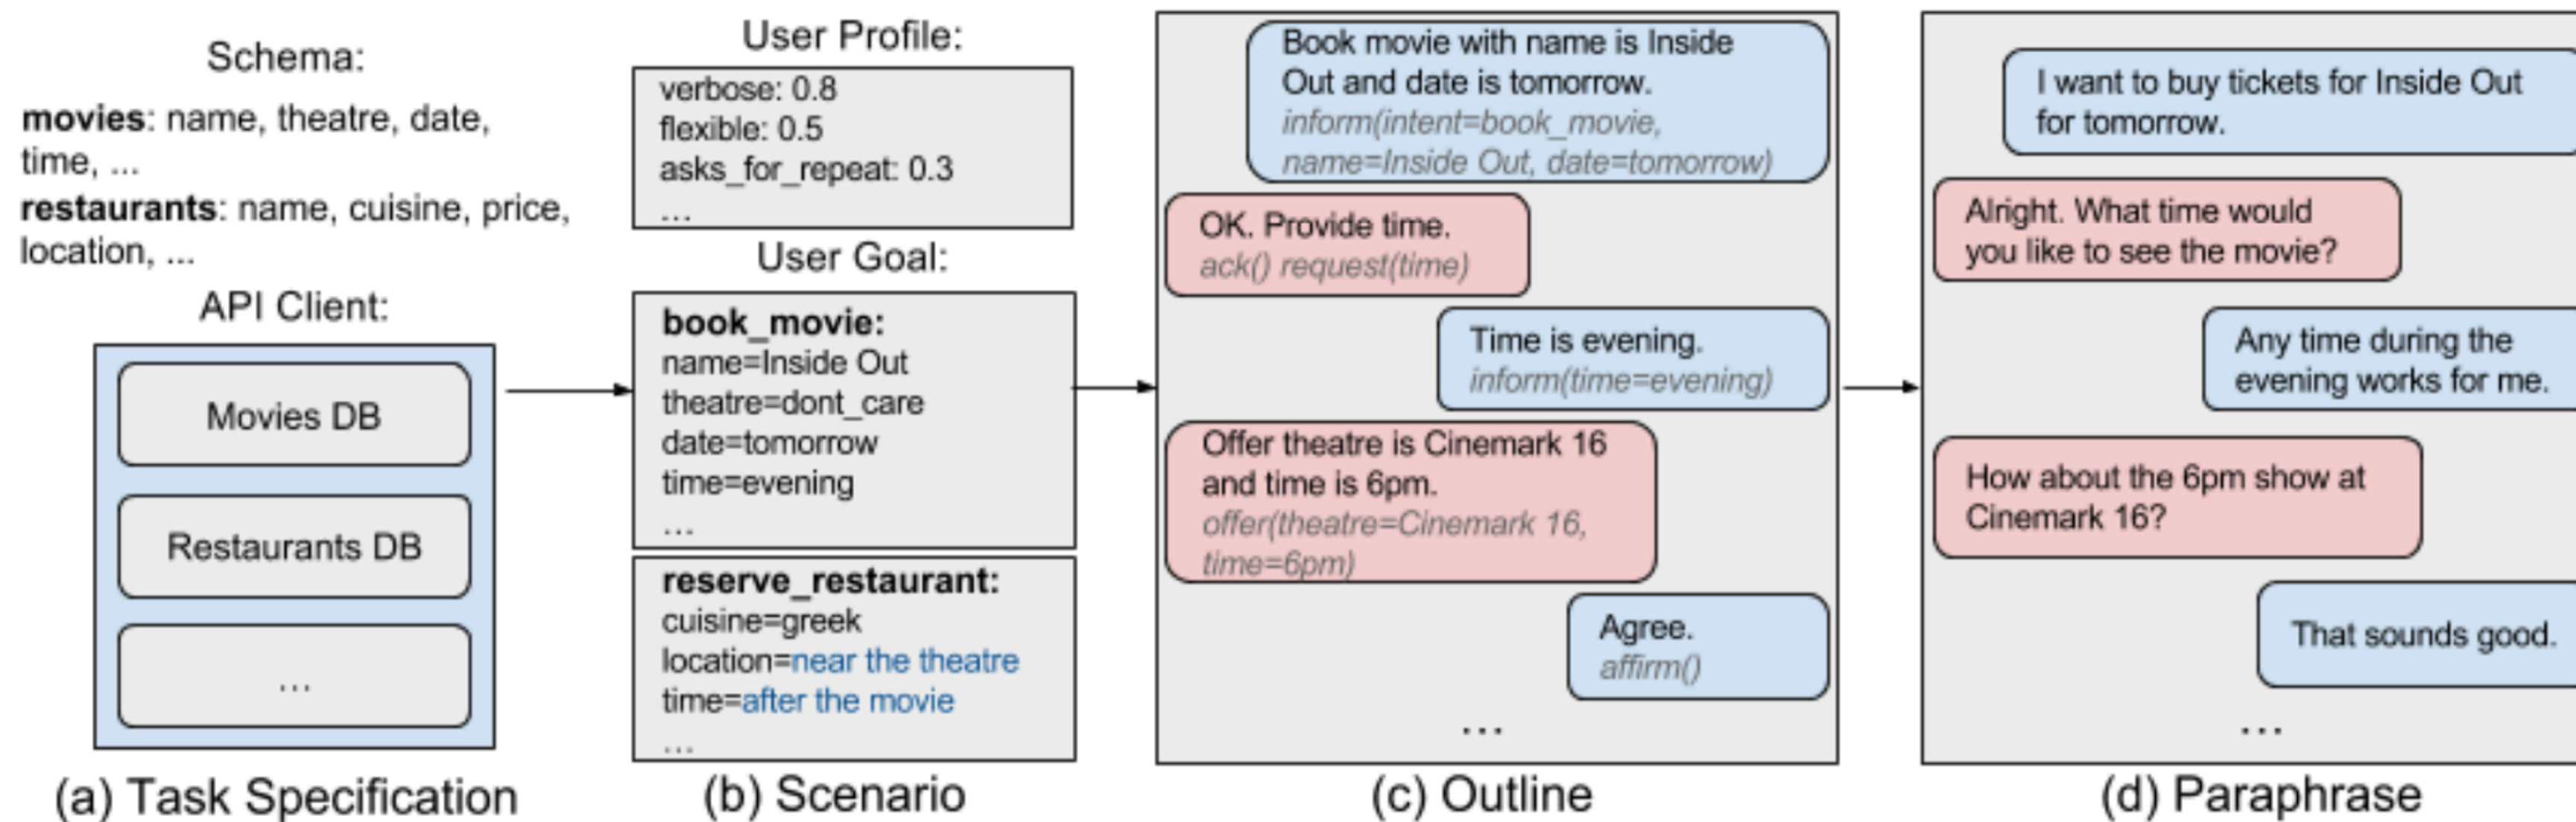 Schema:
movies: name, theatre, date,
time, ...
restaurants: name, cuisine, price,
location, ...
API Client:
Movies DB
Restaurants DB
...
(a) Task Specification
User Profile:
verbose: 0.8
flexible: 0.5
asks_for_repeat: 0.3
...
User Goal:
book_movie:
name=Inside Out
theatre=dont_care
date=tomorrow
time=evening
...
reserve_restaurant:
cuisine=greek
location=near the theatre
time=after the movie
...
(b) Scenario
Book movie with name is Inside
Out and date is tomorrow.
inform(intent=book_movie,
name=Inside Out, date=tomorrow)
OK. Provide time.
ack() request(time)
Time is evening.
inform(time=evening)
Offer theatre is Cinemark 16
and time is 6pm.
offer(theatre=Cinemark 16,
time=6pm)
Agree.
affirm()
...
(c) Outline
I want to buy tickets for Inside Out
for tomorrow.
Alright. What time would
you like to see the movie?
Any time during the
evening works for me.
How about the 6pm show at
Cinemark 16?
That sounds good.
...
(d) Paraphrase